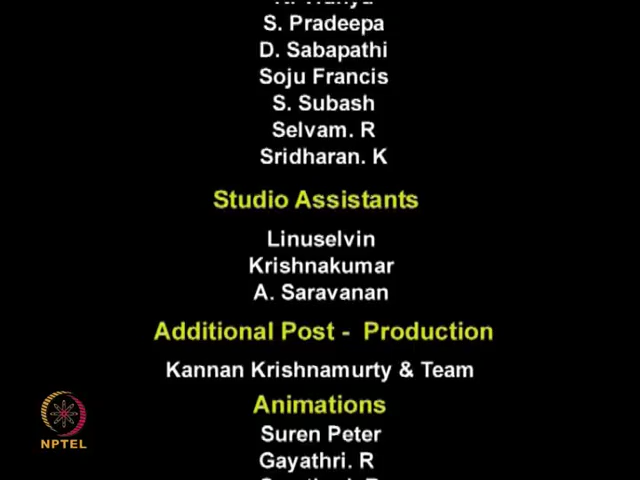 S. Pradeepa
D. Sabapathi
Soju Francis
S. Subash
Selvam. R
Sridharan. K
Studio Assistants
Linuselvin
Krishnakumar
A. Saravanan
Additional Post - Production
Kannan Krishnamurty & Team
Animations
Suren Peter
Gayathri. R
NPTEL